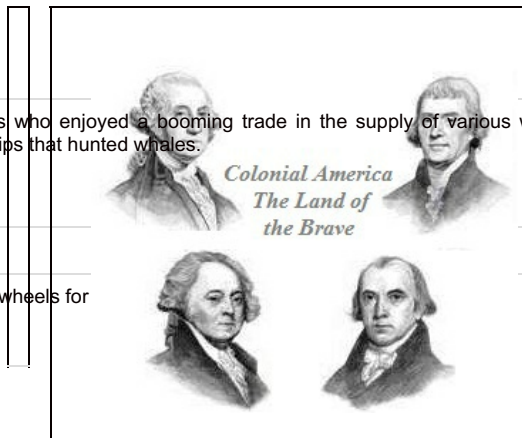 s who enjoyed a booming trade in the supply of various
ips that hunted whales.
Colonial America
The Land of
the Brave
wheels for